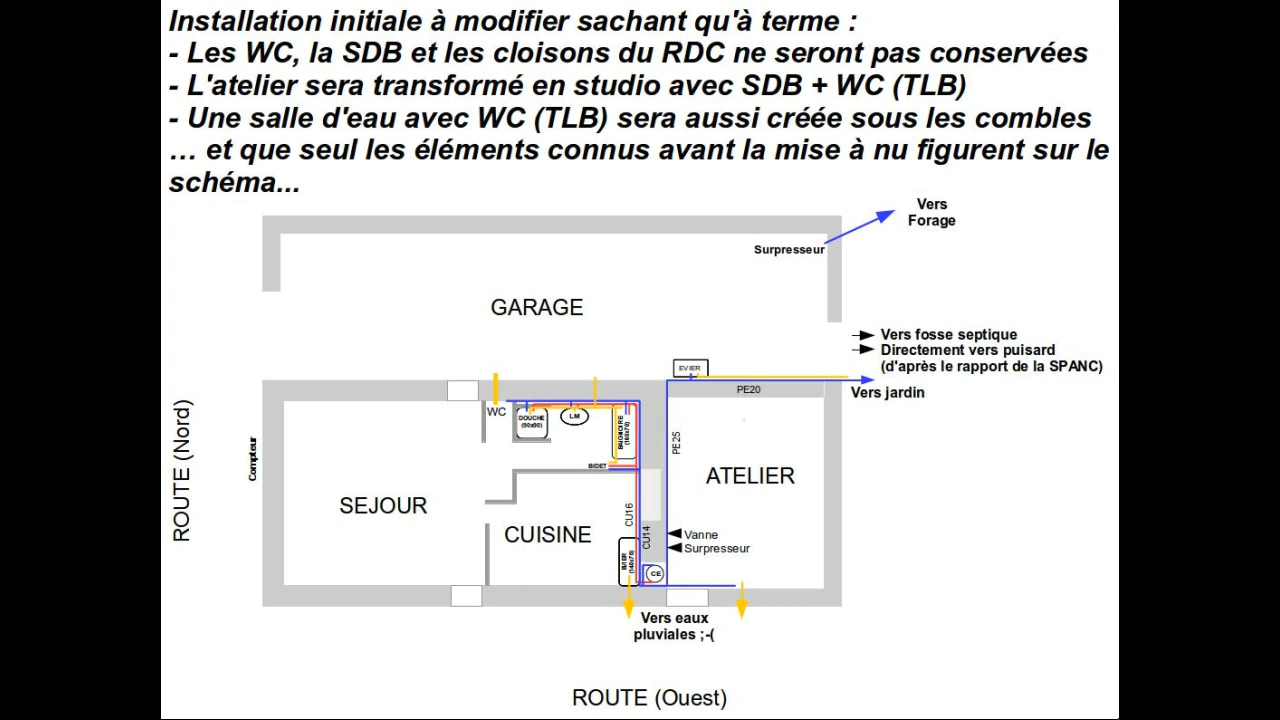 Installation initiale à modifier sachant qu'à terme :
- Les WC, la SDB et les cloisons du RDC ne seront pas conservées
- L'atelier sera transformé en studio avec SDB + WC (TLB)
- Une salle d'eau avec WC (TLB) sera aussi créée sous les combles
… et que seul les éléments connus avant la mise à nu figurent sur le
schéma...
Vers
Forage
Surpresseur
GARAGE
Vers fosse septique
Directement vers puisard
(d'après le rapport de la SPANC)
EVIER
PE20
Vers jardin
WC
DOUCHE
(90x90)
LM
BAIGNOIRE
(160x70)
PE25
BIDET
Compteur
ROUTE (Nord)
ATELIER
SEJOUR
CUISINE
CU16
CU14
Vanne
Surpresseur
EVIER
(140x70)
CE
Vers eaux
pluviales ;-(
ROUTE (Ouest)